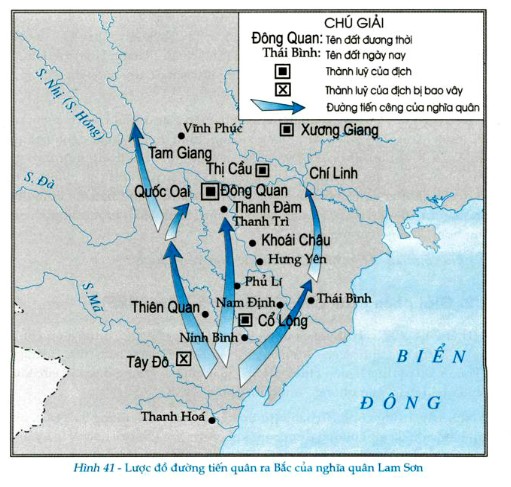 CHÚ GIẢI
Đông Quan: Tên đất đương thời
Thái Bình: Tên đất ngày nay
Thành luỹ của địch
Thành luỹ của địch bị bao vây
Đường tiến công của nghĩa quân
S. Nhị (S. Hồng)
Vĩnh Phúc
Xương Giang
Tam Giang
Thị Cầu
Chí Linh
S. Đà
Quốc Oai
Đông Quan
Thanh Đàm
Thanh Trì
Khoái Châu
Hưng Yên
S. Mã
Phủ Lí
Thiên Quan
Nam Định
Thái Bình
Cổ Lộng
Ninh Bình
Tây Đô
BIỂN
ĐÔNG
Thanh Hoá
Hình 41 - Lược đồ đường tiến quân ra Bắc của nghĩa quân Lam Sơn